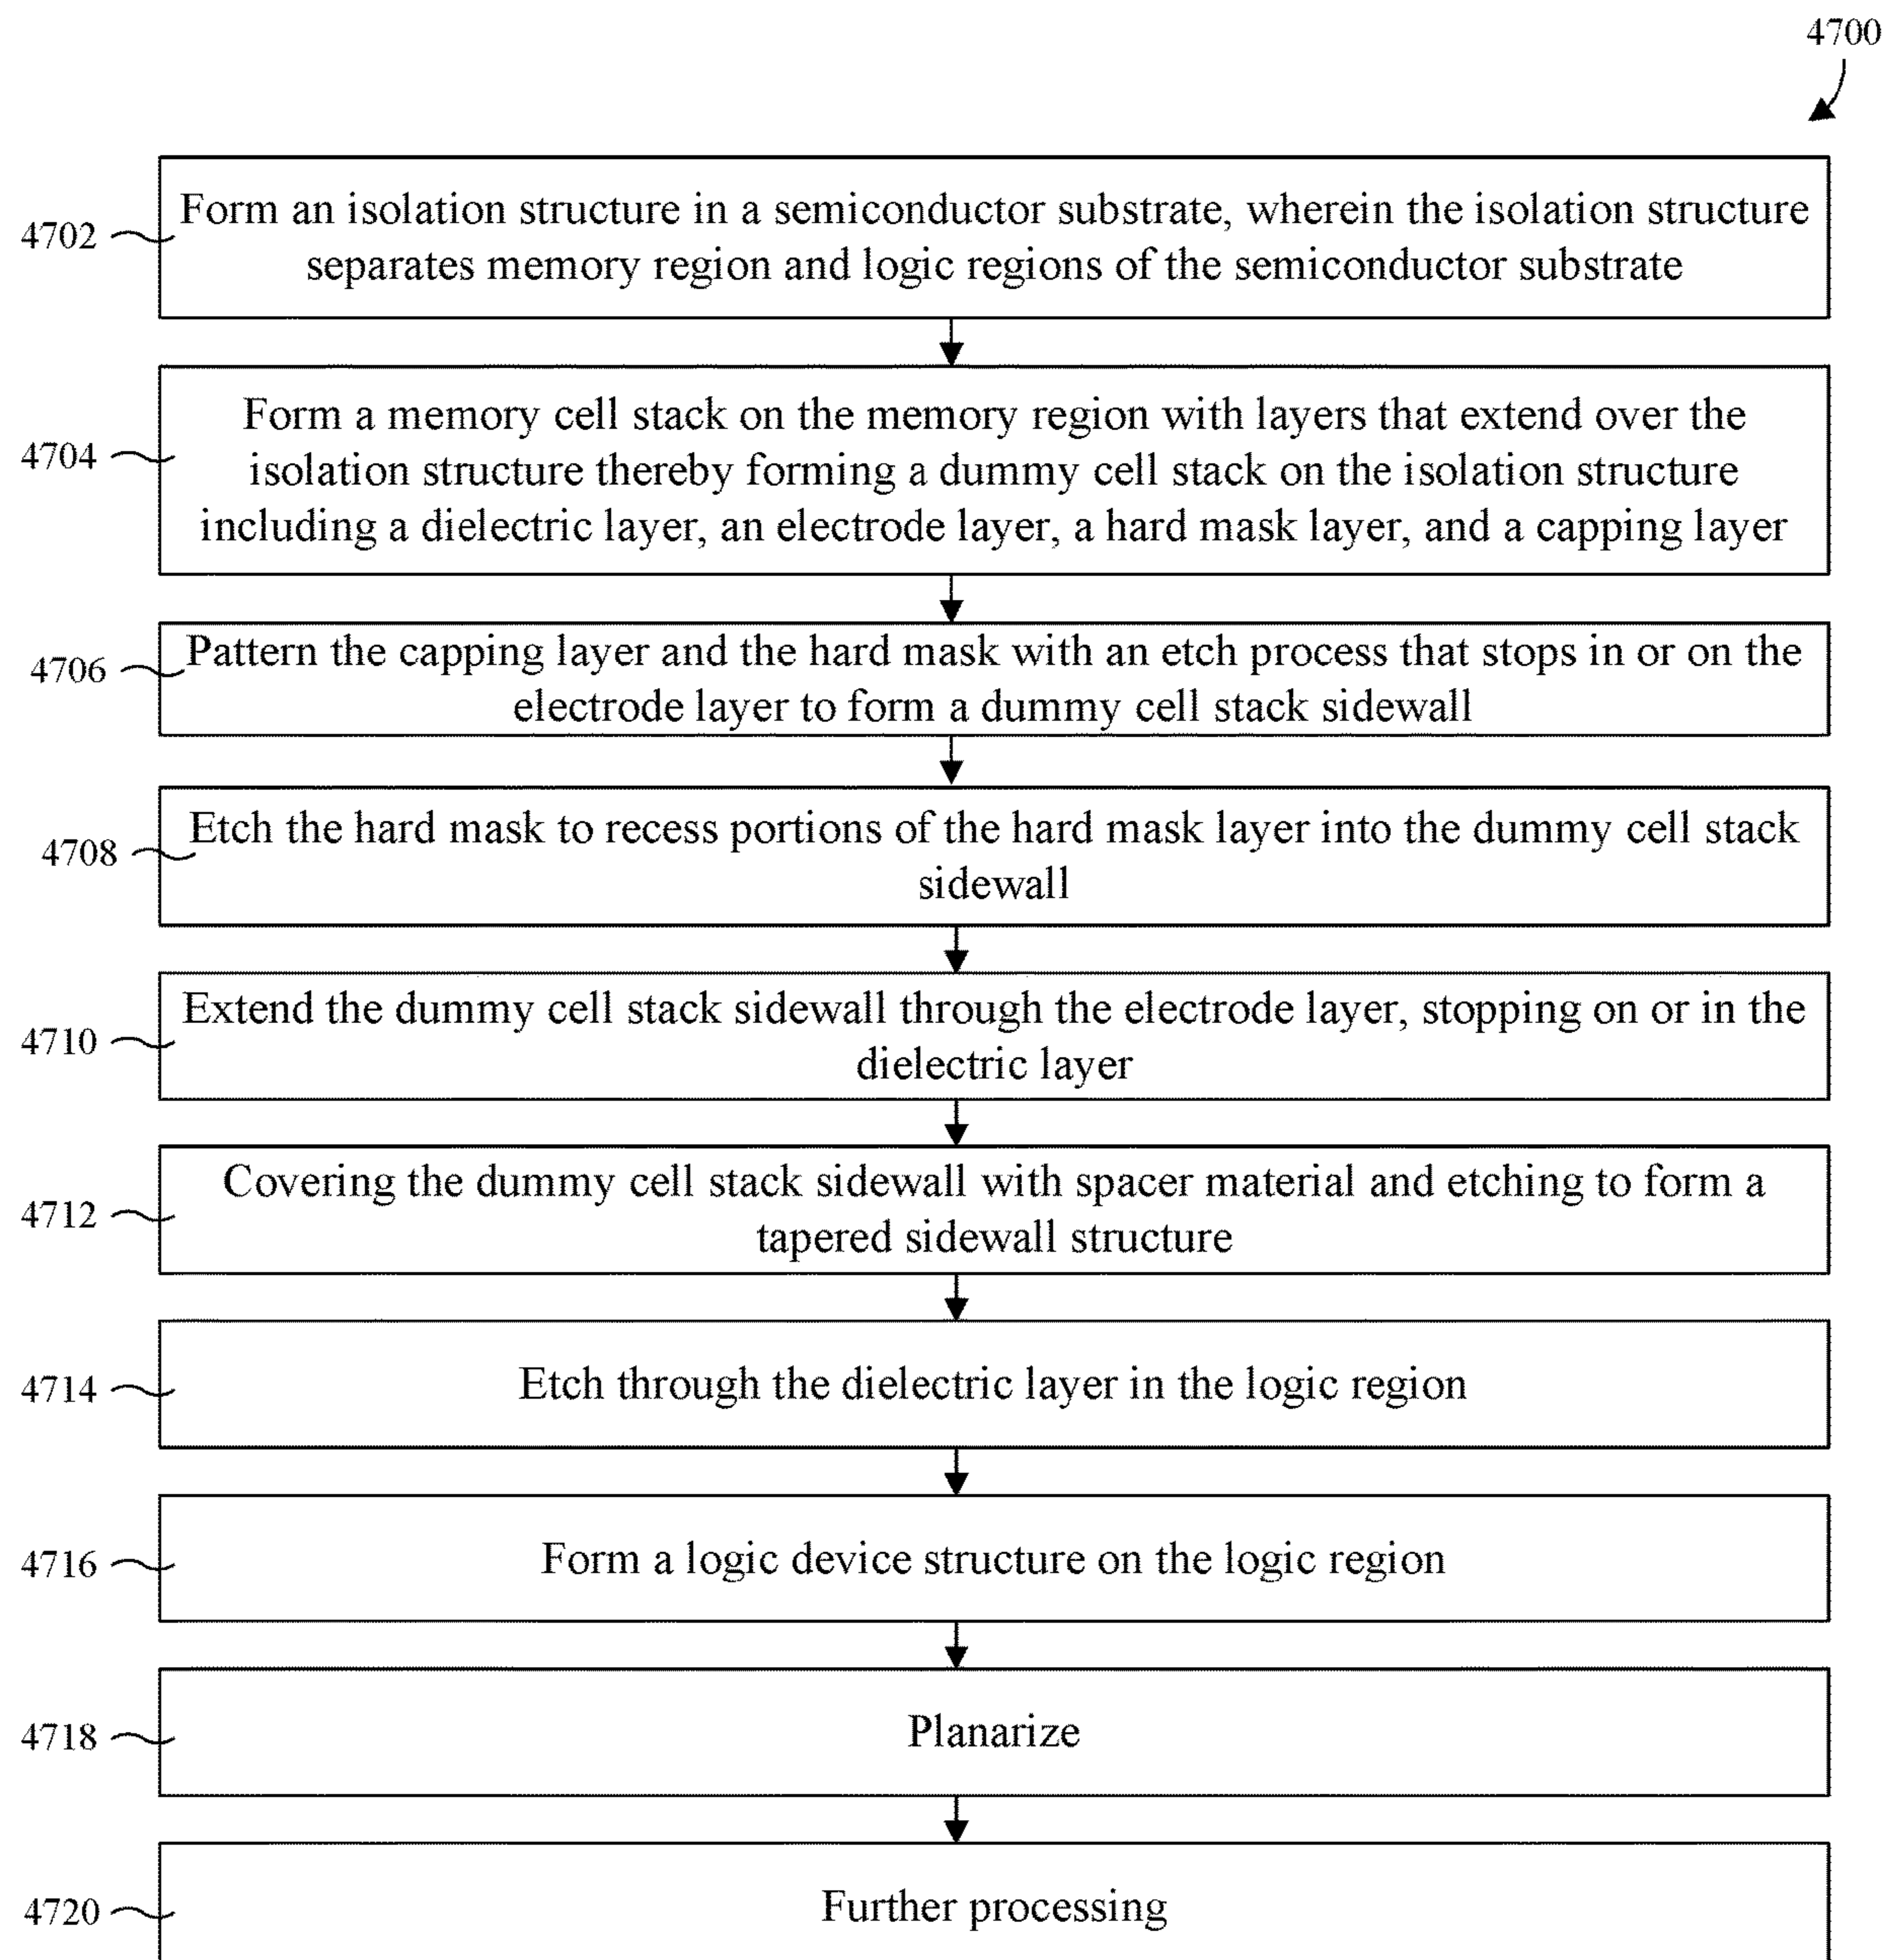 4700
4702
Form an isolation structure in a semiconductor substrate, wherein the isolation structure
separates memory region and logic regions of the semiconductor substrate
4704
Form a memory cell stack on the memory region with layers that extend over the
isolation structure thereby forming a dummy cell stack on the isolation structure
including a dielectric layer, an electrode layer, a hard mask layer, and a capping layer
4706
Pattern the capping layer and the hard mask with an etch process that stops in or on the
electrode layer to form a dummy cell stack sidewall
4708
Etch the hard mask to recess portions of the hard mask layer into the dummy cell stack
sidewall
4710
Extend the dummy cell stack sidewall through the electrode layer, stopping on or in the
dielectric layer
4712
Covering the dummy cell stack sidewall with spacer material and etching to form a
tapered sidewall structure
4714
Etch through the dielectric layer in the logic region
4716
Form a logic device structure on the logic region
4718
Planarize
4720
Further processing